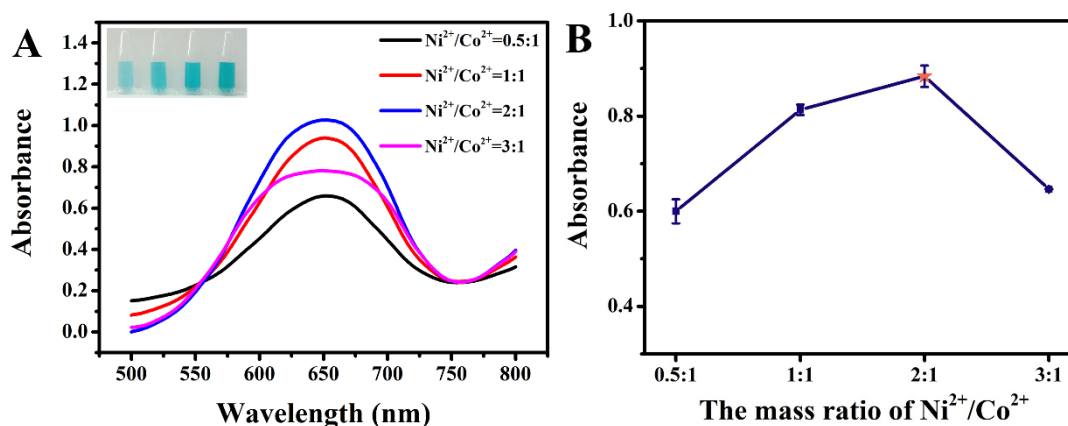 A
Absorbance
1.4
1.2
1.0
0.8
0.6
0.4
0.2
0.0
Ni²⁺/Co²⁺=0.5:1
Ni²⁺/Co²⁺=1:1
Ni²⁺/Co²⁺=2:1
Ni²⁺/Co²⁺=3:1
500 550 600 650 700 750 800
Wavelength (nm)
B
Absorbance
1.0
0.8
0.6
0.4
0.5:1 1:1 2:1 3:1
The mass ratio of Ni²⁺/Co²⁺